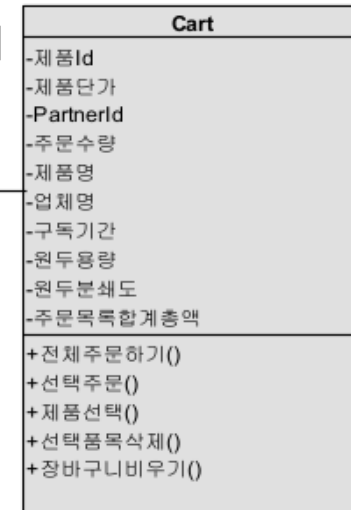 Cart
-제품Id
-제품단가
-PartnerId
-주문수량
-제품명
-업체명
-구독기간
-원두용량
-원두분쇄도
-주문목록합계총액
+전체주문하기()
+선택주문()
+제품선택()
+선택품목삭제()
+장바구니비우기()